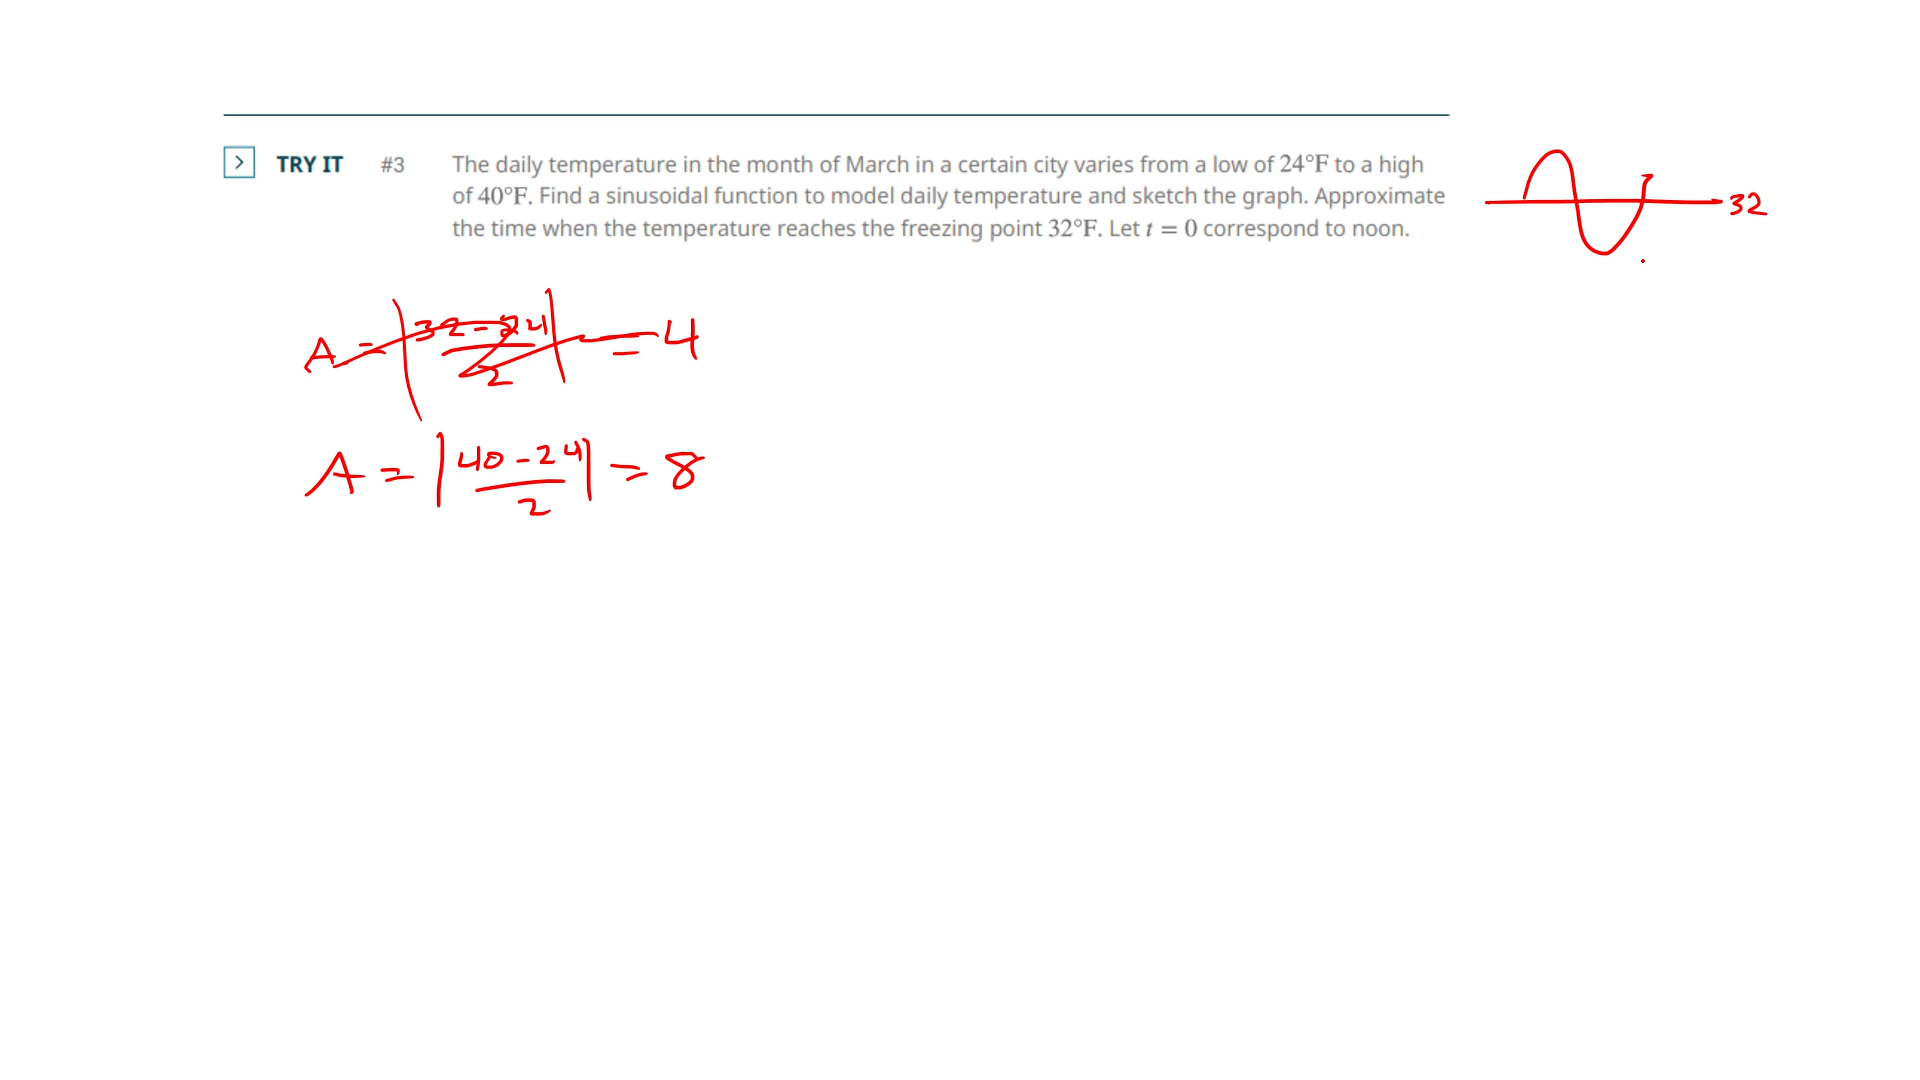 > TRY IT #3 The daily temperature in the month of March in a certain city varies from a low of 24°F to a high
of 40°F. Find a sinusoidal function to model daily temperature and sketch the graph. Approximate
the time when the temperature reaches the freezing point 32°F. Let t = 0 correspond to noon.
32
A = |32-24/2| = 4
A = |40-24/2| = 8